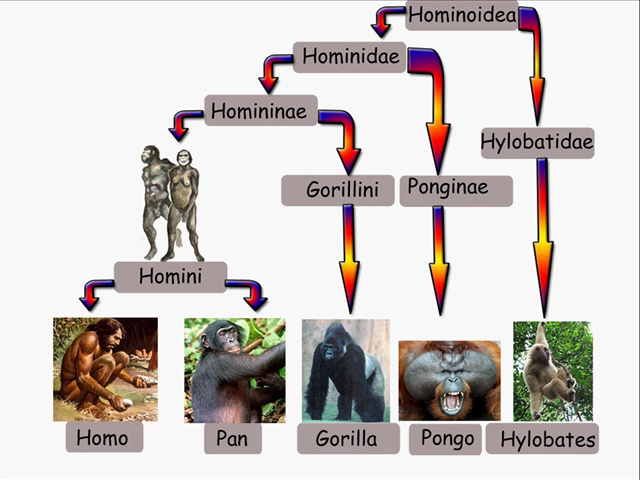 Hominoidea
Hominidae
Homininae
Hylobatidae
Gorillini
Ponginae
Homini
Homo
Pan
Gorilla
Pongo
Hylobates